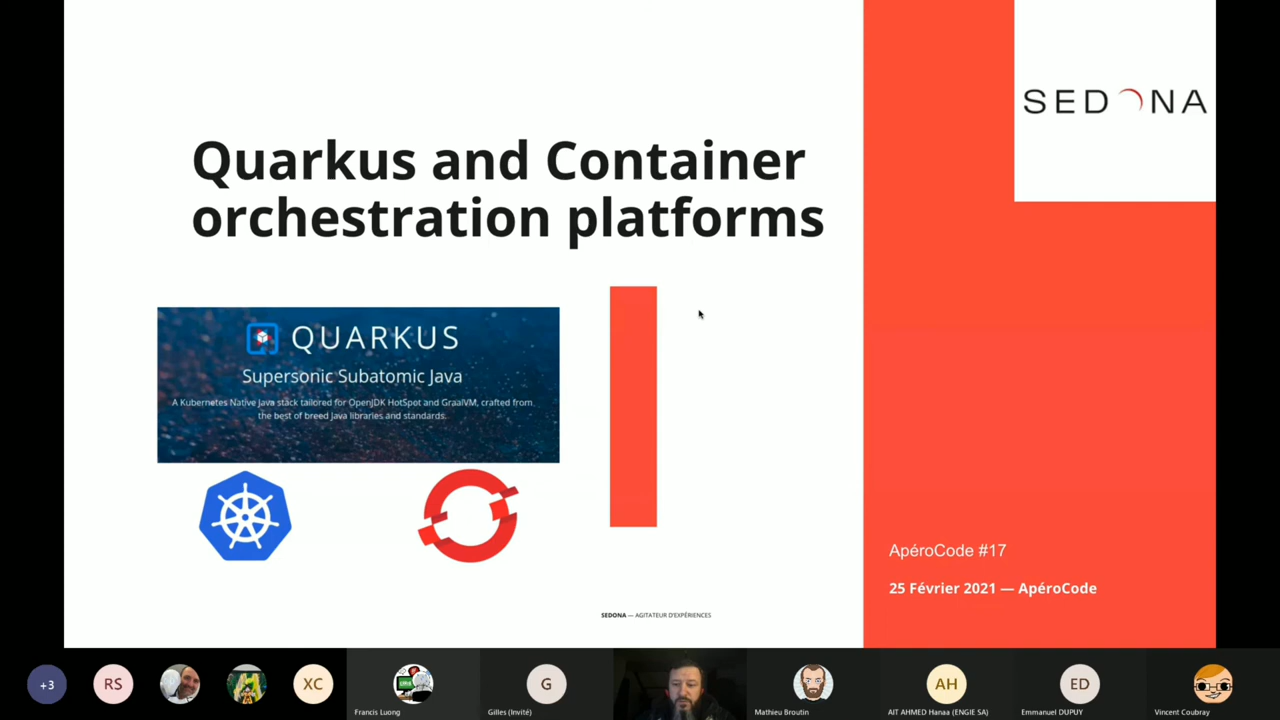 SEDONA
Quarkus and Container
orchestration platforms
QUARKUS
Supersonic Subatomic Java
A Kubernetes Native Java stack tailored for OpenJDK HotSpot and GraalVM, crafted from
the best of breed Java libraries and standards.
ApéroCode #17
25 Février 2021 — ApéroCode
SEDONA — AGITATEUR D'EXPÉRIENCES
+3
RS
XC
G
AH
ED
Francis Luong
Gilles (Invité)
Mathieu Broutin
AIT AHMED Hanaa (ENGIE SA)
Emmanuel DUPUY
Vincent Coubray